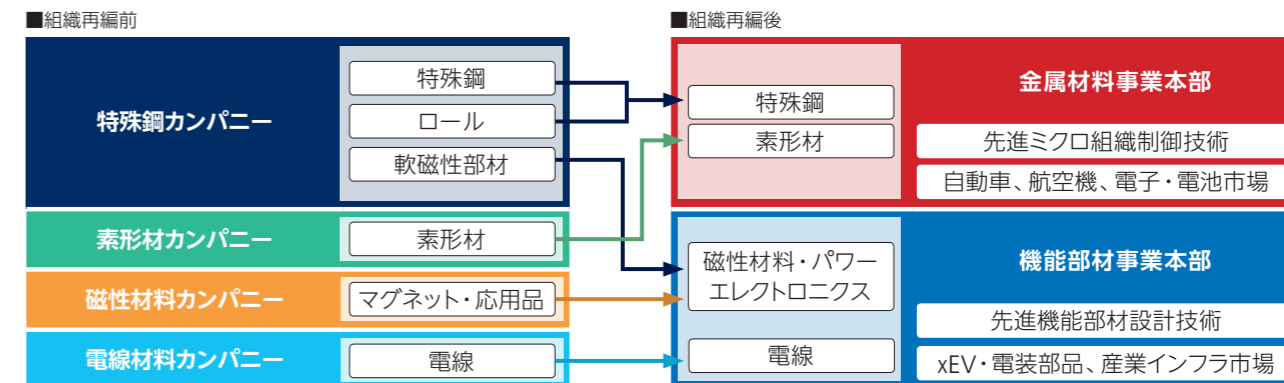 ■組織再編前
特殊鋼カンパニー
特殊鋼
ロール
軟磁性部材
素形材カンパニー
素形材
磁性材料カンパニー
マグネット・応用品
電線材料カンパニー
電線
■組織再編後
特殊鋼
素形材
金属材料事業本部
先進ミクロ組織制御技術
自動車、航空機、電子・電池市場
磁性材料・パワー
エレクトロニクス
電線
機能部材事業本部
先進機能部材設計技術
xEV・電装部品、産業インフラ市場